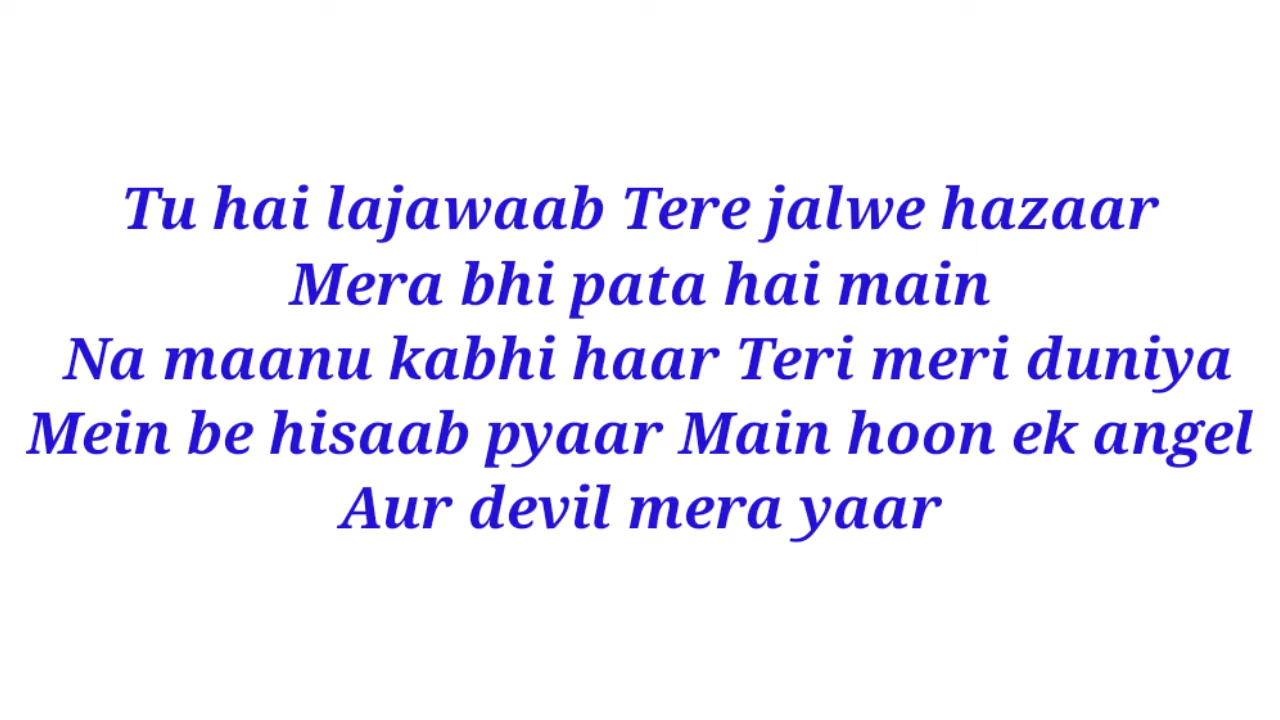 Tu hai lajawaab Tere jalwe hazaar
Mera bhi pata hai main
Na maanu kabhi haar Teri meri duniya
Mein be hisaab pyaar Main hoon ek angel
Aur devil mera yaar